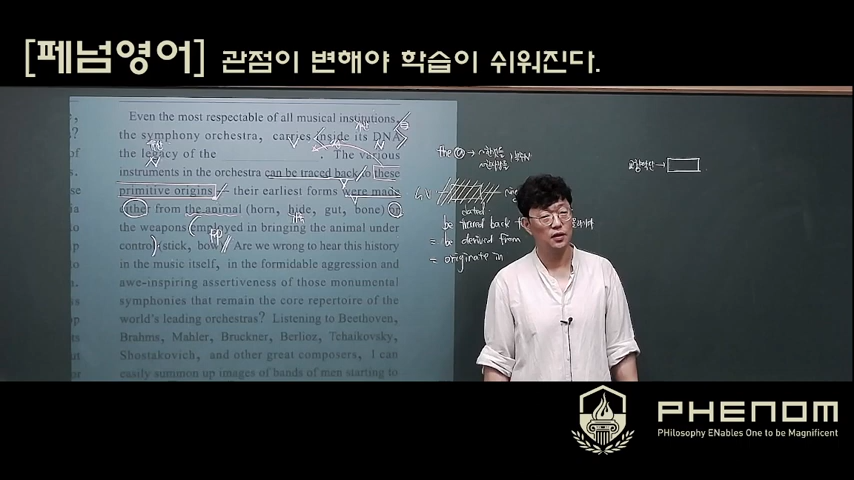 [페넘영어] 관점이 변해야 학습이 쉬워진다.
Even the most respectable of all musical institutions,
the symphony orchestra, carries inside its DNA
the legacy of the ____________. The various
instruments in the orchestra can be traced back to these
primitive origins; their earliest forms were made
either from the animal (horn, hide, gut, bone) or
the weapons employed in bringing the animal under
control (stick, bow). Are we wrong to hear this history
in the music itself, in the formidable aggression and
awe-inspiring assertiveness of those monumental
symphonies that remain the core repertoire of the
world's leading orchestras? Listening to Beethoven,
Brahms, Mahler, Bruckner, Berlioz, Tchaikovsky,
Shostakovich, and other great composers, I can
easily summon up images of bands of men starting to
the
dated
be traced back to
= be derived from
= originate in
PHENOM
PHilosophy ENables One to be Magnificent